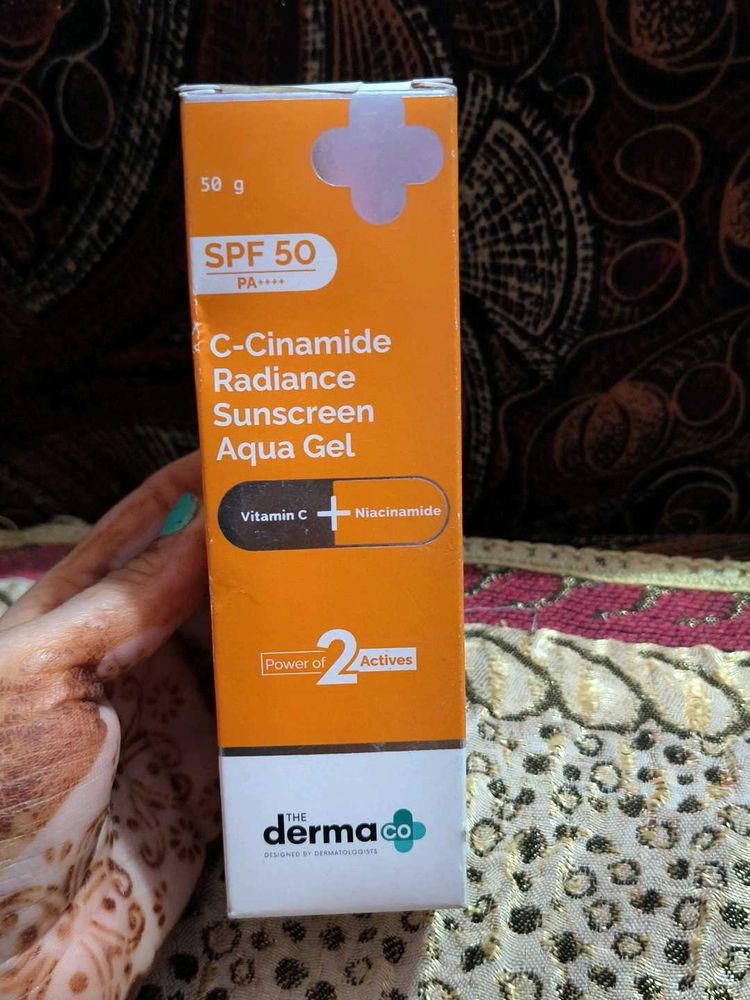 50 g
SPF 50
PA++++
C-Cinamide
Radiance
Sunscreen
Aqua Gel
Vitamin C + Niacinamide
Power of 2 Actives
THE
derma co
DESIGNED BY DERMATOLOGISTS